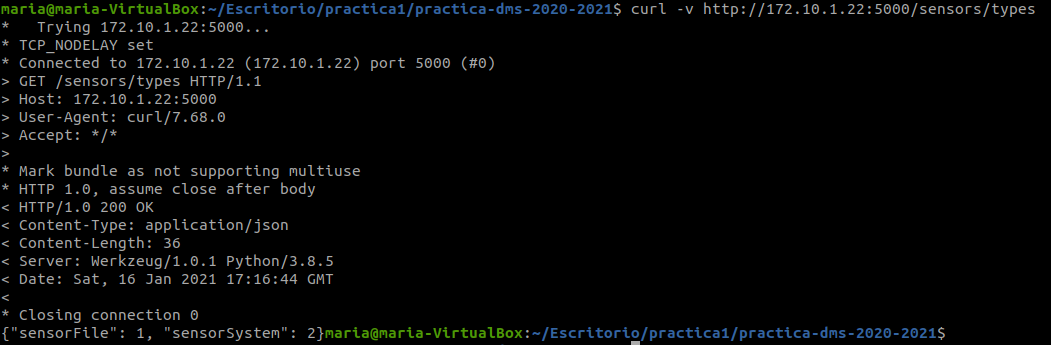 maria@maria-VirtualBox:~/Escritorio/practica1/practica-dms-2020-2021$ curl -v http://172.10.1.22:5000/sensors/types
*   Trying 172.10.1.22:5000...
* TCP_NODELAY set
* Connected to 172.10.1.22 (172.10.1.22) port 5000 (#0)
> GET /sensors/types HTTP/1.1
> Host: 172.10.1.22:5000
> User-Agent: curl/7.68.0
> Accept: */*
>
* Mark bundle as not supporting multiuse
* HTTP 1.0, assume close after body
< HTTP/1.0 200 OK
< Content-Type: application/json
< Content-Length: 36
< Server: Werkzeug/1.0.1 Python/3.8.5
< Date: Sat, 16 Jan 2021 17:16:44 GMT
<
* Closing connection 0
{"sensorFile": 1, "sensorSystem": 2}maria@maria-VirtualBox:~/Escritorio/practica1/practica-dms-2020-2021$